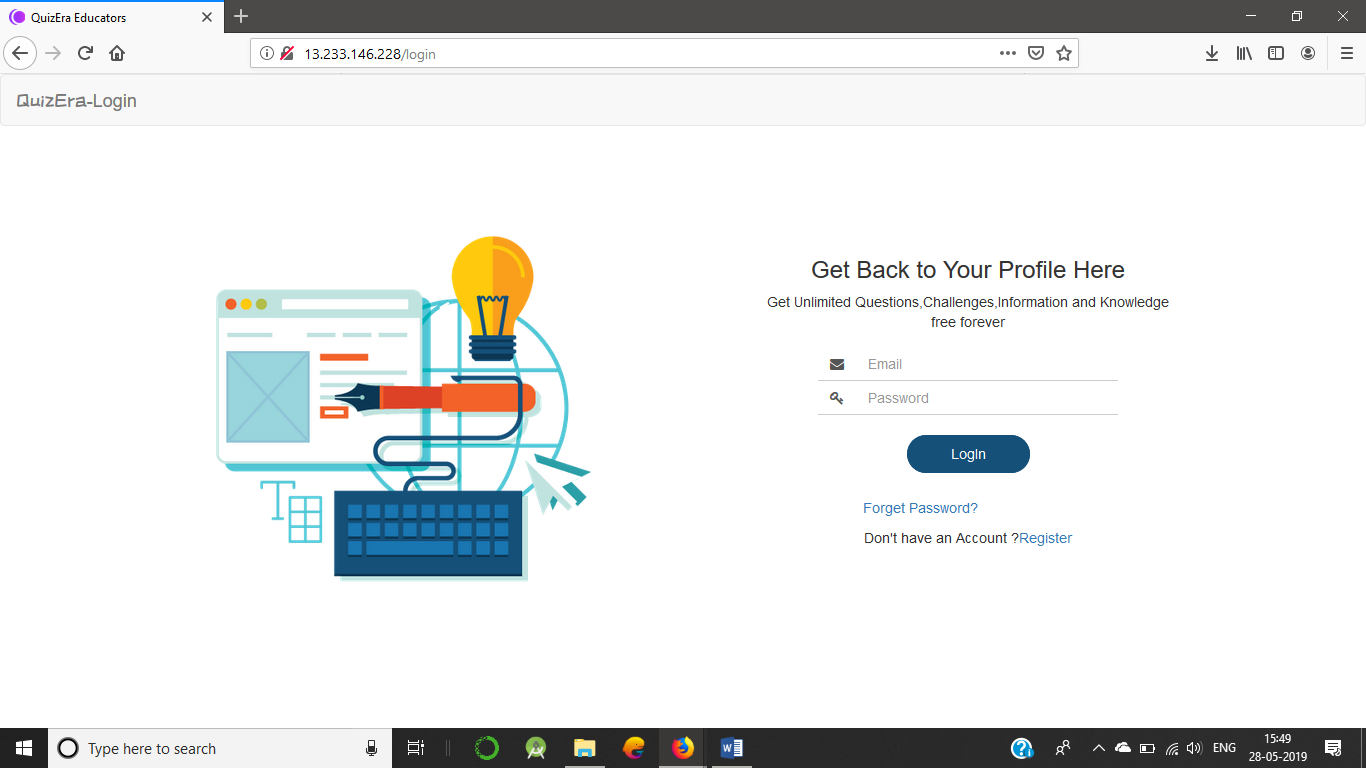 QuizEra Educators
13.233.146.228/login
QuizEra-Login
Get Back to Your Profile Here
Get Unlimited Questions,Challenges,Information and Knowledge
free forever
Email
Password
LogIn
Forget Password?
Don't have an Account ?Register
Type here to search
ENG
15:49
28-05-2019